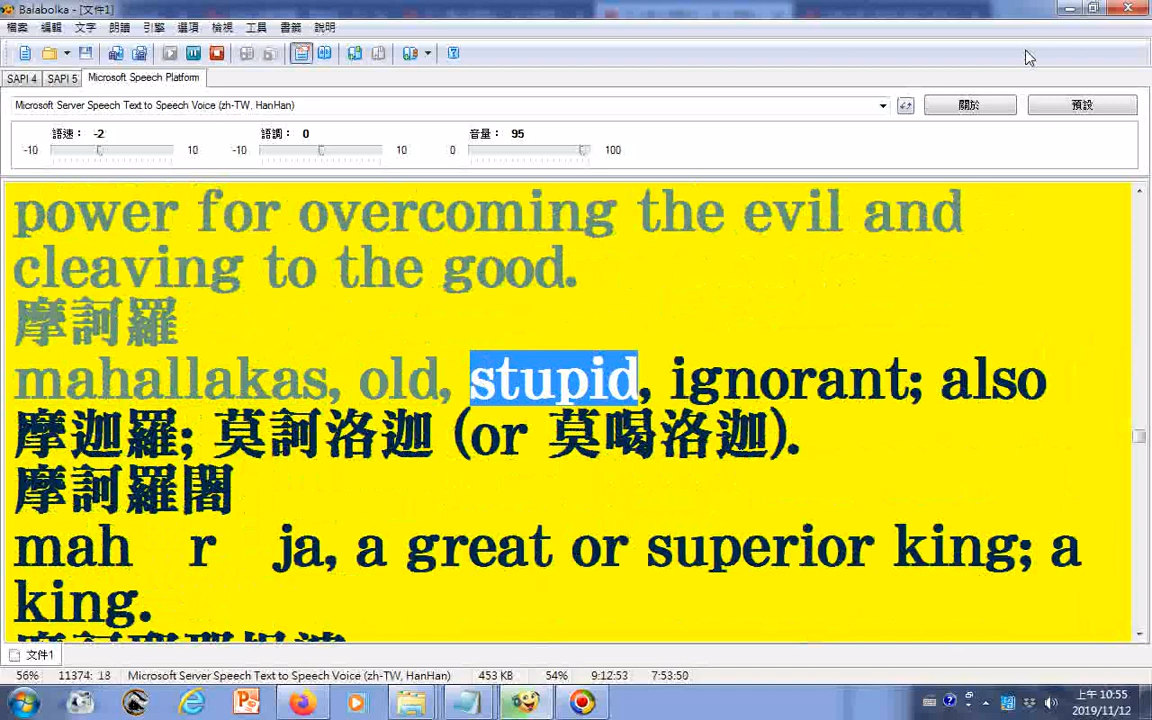 Balabolka - [文件1]
檔案 編輯 文字 朗讀 引擎 選項 檢視 工具 書籤 說明
SAPI 4 SAPI 5 Microsoft Speech Platform
Microsoft Server Speech Text to Speech Voice (zh-TW, HanHan)
關於 預設
語速： -2 語調： 0 音量： 95
-10 10 -10 10 0 100
power for overcoming the evil and
cleaving to the good.
摩訶羅
mahallakas, old, stupid, ignorant; also
摩迦羅; 莫訶洛迦 (or 莫喝洛迦).
摩訶羅闍
mah r ja, a great or superior king; a
king.
文件1
56% 11374: 13 Microsoft Server Speech Text to Speech Voice (zh-TW, HanHan) 453 KB 54% 9:12:53 7:53:50
上午 10:55
2019/11/12